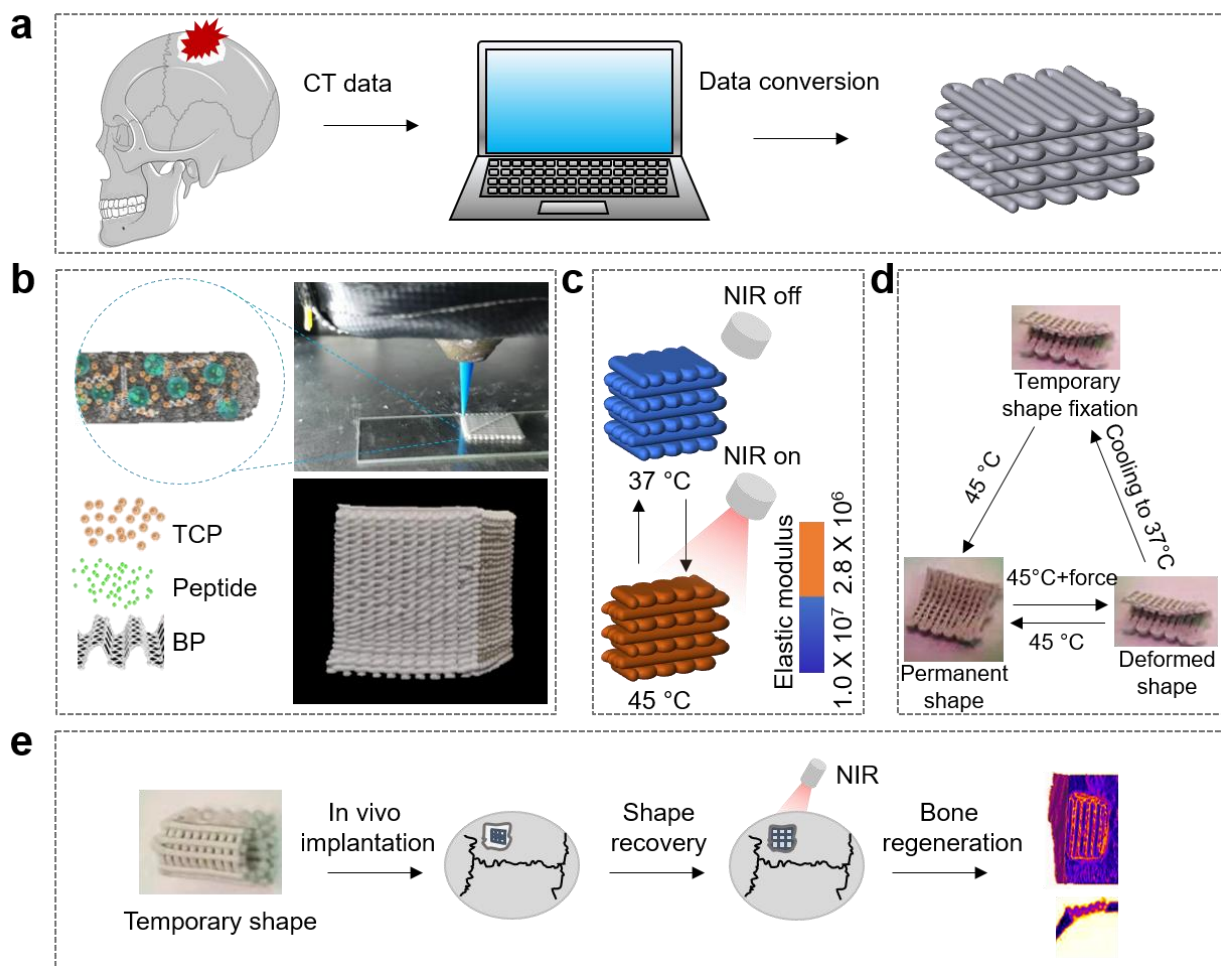 a
CT data
Data conversion
b
TCP
Peptide
BP
c
NIR off
37 °C
NIR on
45 °C
Elastic modulus
1.0 X 10⁷ 2.8 X 10⁶
d
Temporary
shape fixation
45 °C
Cooling to 37°C
45°C+force
45 °C
Permanent
shape
Deformed
shape
e
Temporary shape
In vivo
implantation
Shape
recovery
NIR
Bone
regeneration